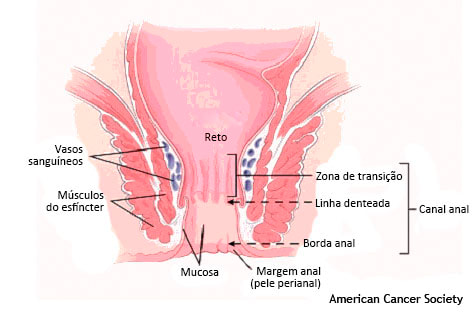 Reto
Vasos
sanguíneos
Zona de transição
Músculos
do esfíncter
Linha denteada
Canal anal
Borda anal
Mucosa
Margem anal
(pele perianal)
American Cancer Society